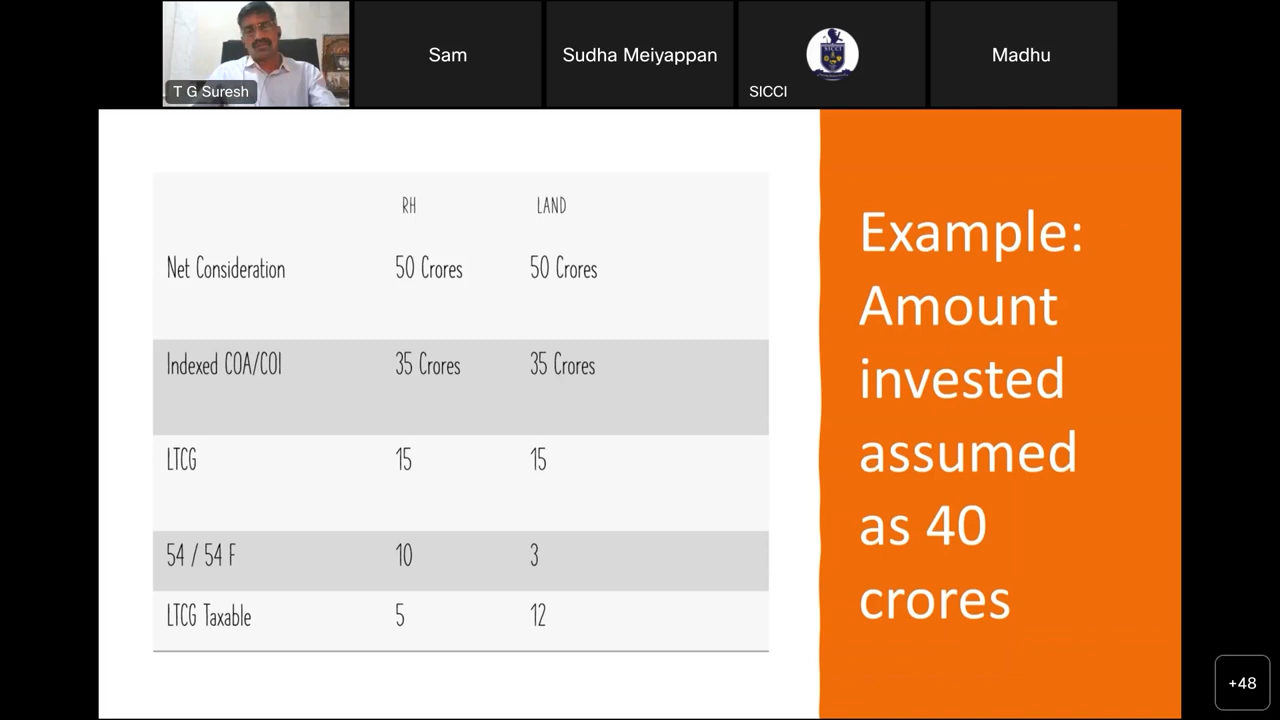 T G Suresh
Sam
Sudha Meiyappan
SICCI
SICCI
Madhu
RH LAND
Net Consideration 50 Crores 50 Crores
Indexed COA/COI 35 Crores 35 Crores
LTCG 15 15
54 / 54 F 10 3
LTCG Taxable 5 12
Example:
Amount
invested
assumed
as 40
crores
+48